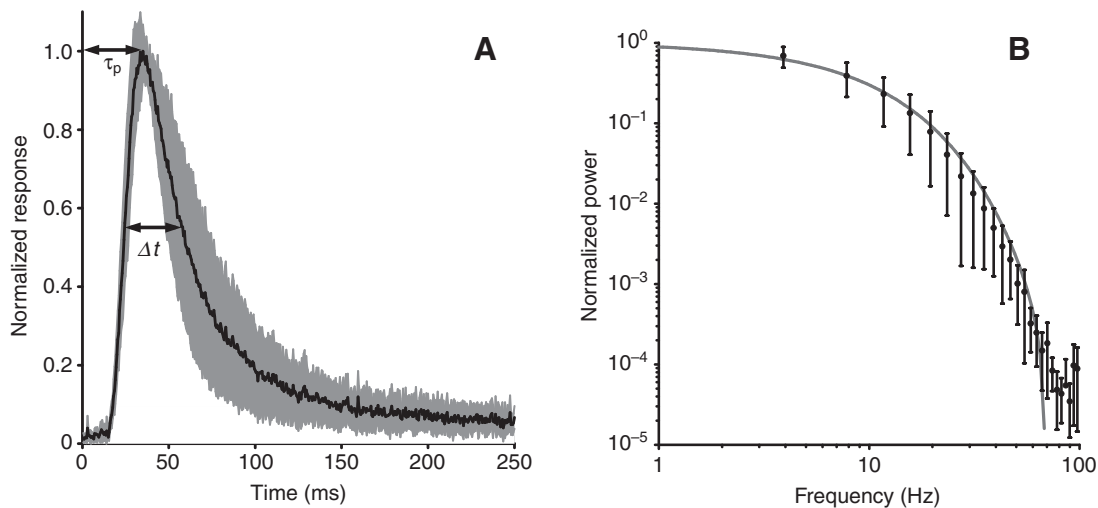 A
Normalized response
1.0
0.8
0.6
0.4
0.2
0
τp
Δt
0 50 100 150 200 250
Time (ms)
B
Normalized power
10⁰
10⁻¹
10⁻²
10⁻³
10⁻⁴
10⁻⁵
1 10 100
Frequency (Hz)